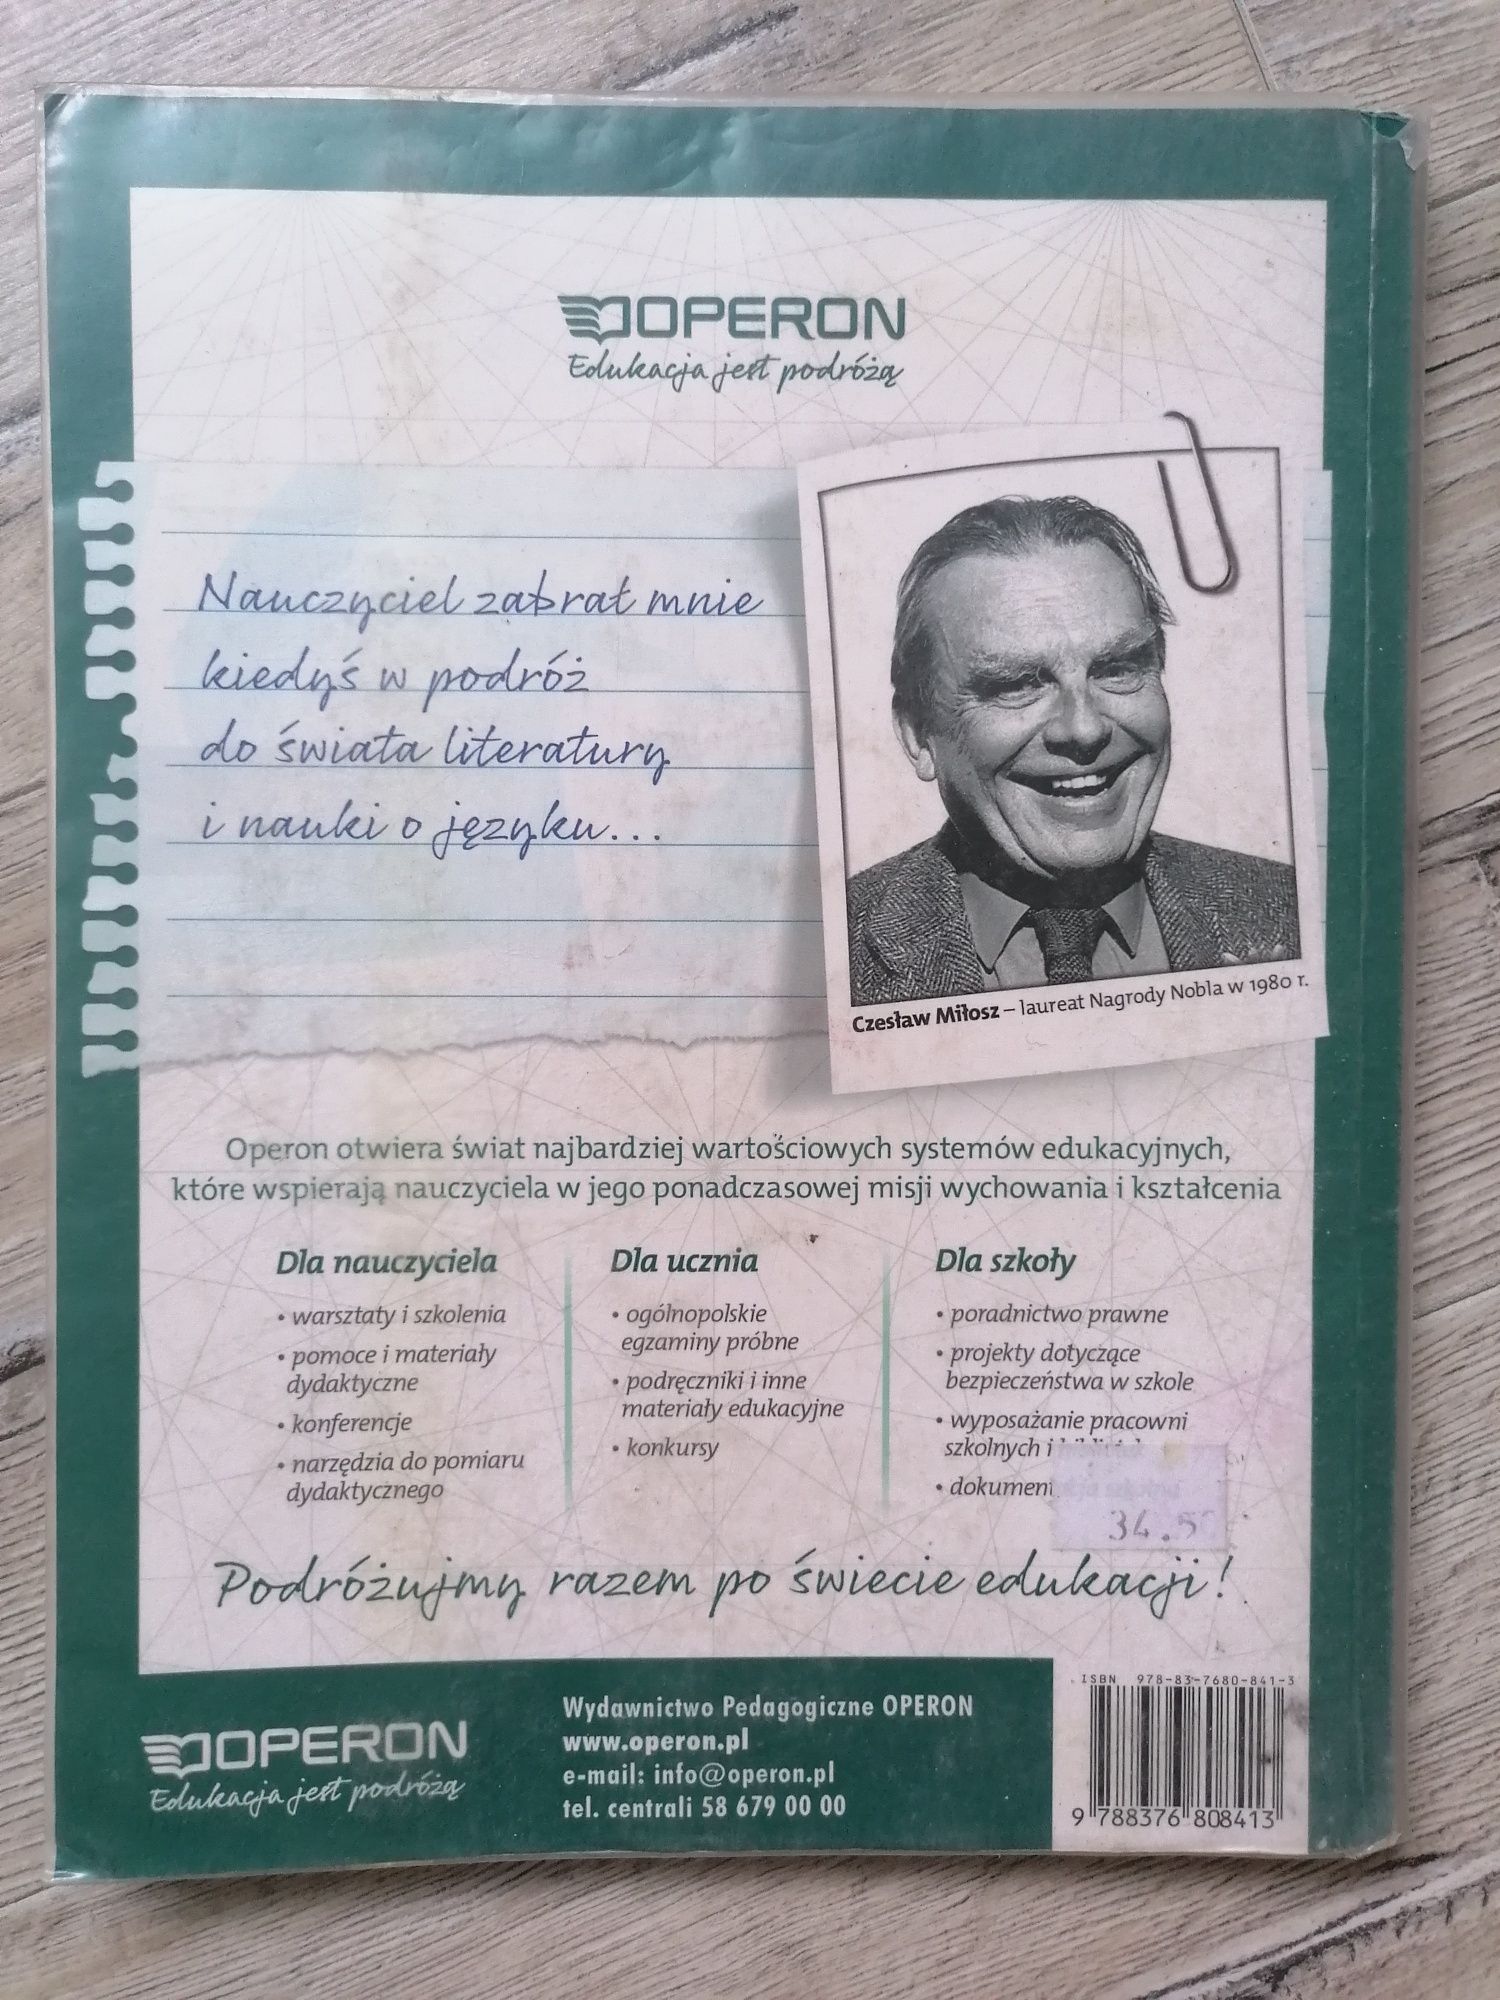 OPERON
Edukacja jest podróżą
Nauczyciel zabrał mnie
kiedyś w podróż
do świata literatury
i nauki o języku...
Czesław Miłosz – laureat Nagrody Nobla w 1980 r.
Operon otwiera świat najbardziej wartościowych systemów edukacyjnych,
które wspierają nauczyciela w jego ponadczasowej misji wychowania i kształcenia
Dla nauczyciela
• warsztaty i szkolenia
• pomoce i materiały
dydaktyczne
• konferencje
• narzędzia do pomiaru
dydaktycznego
Dla ucznia
• ogólnopolskie
egzaminy próbne
• podręczniki i inne
materiały edukacyjne
• konkursy
Dla szkoły
• poradnictwo prawne
• projekty dotyczące
bezpieczeństwa w szkole
• wyposażanie pracowni
szkolnych i
•
34.5
Podróżujmy razem po świecie edukacji!
OPERON
Edukacja jest podróżą
Wydawnictwo Pedagogiczne OPERON
www.operon.pl
e-mail: info@operon.pl
tel. centrali 58 679 00 00
ISBN 978-83-7680-841-3
9 788376 808413